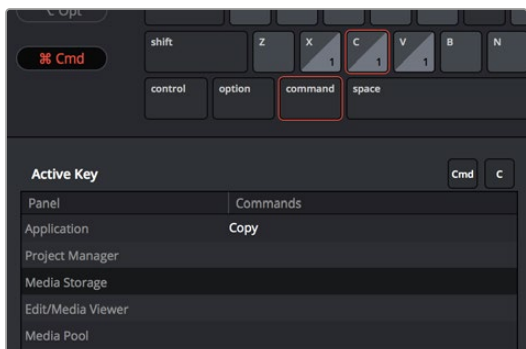 ⌥ Opt
shift Z X C V B N
1 1 1
⌘ Cmd
control option command space
Active Key Cmd C
Panel Commands
Application Copy
Project Manager
Media Storage
Edit/Media Viewer
Media Pool